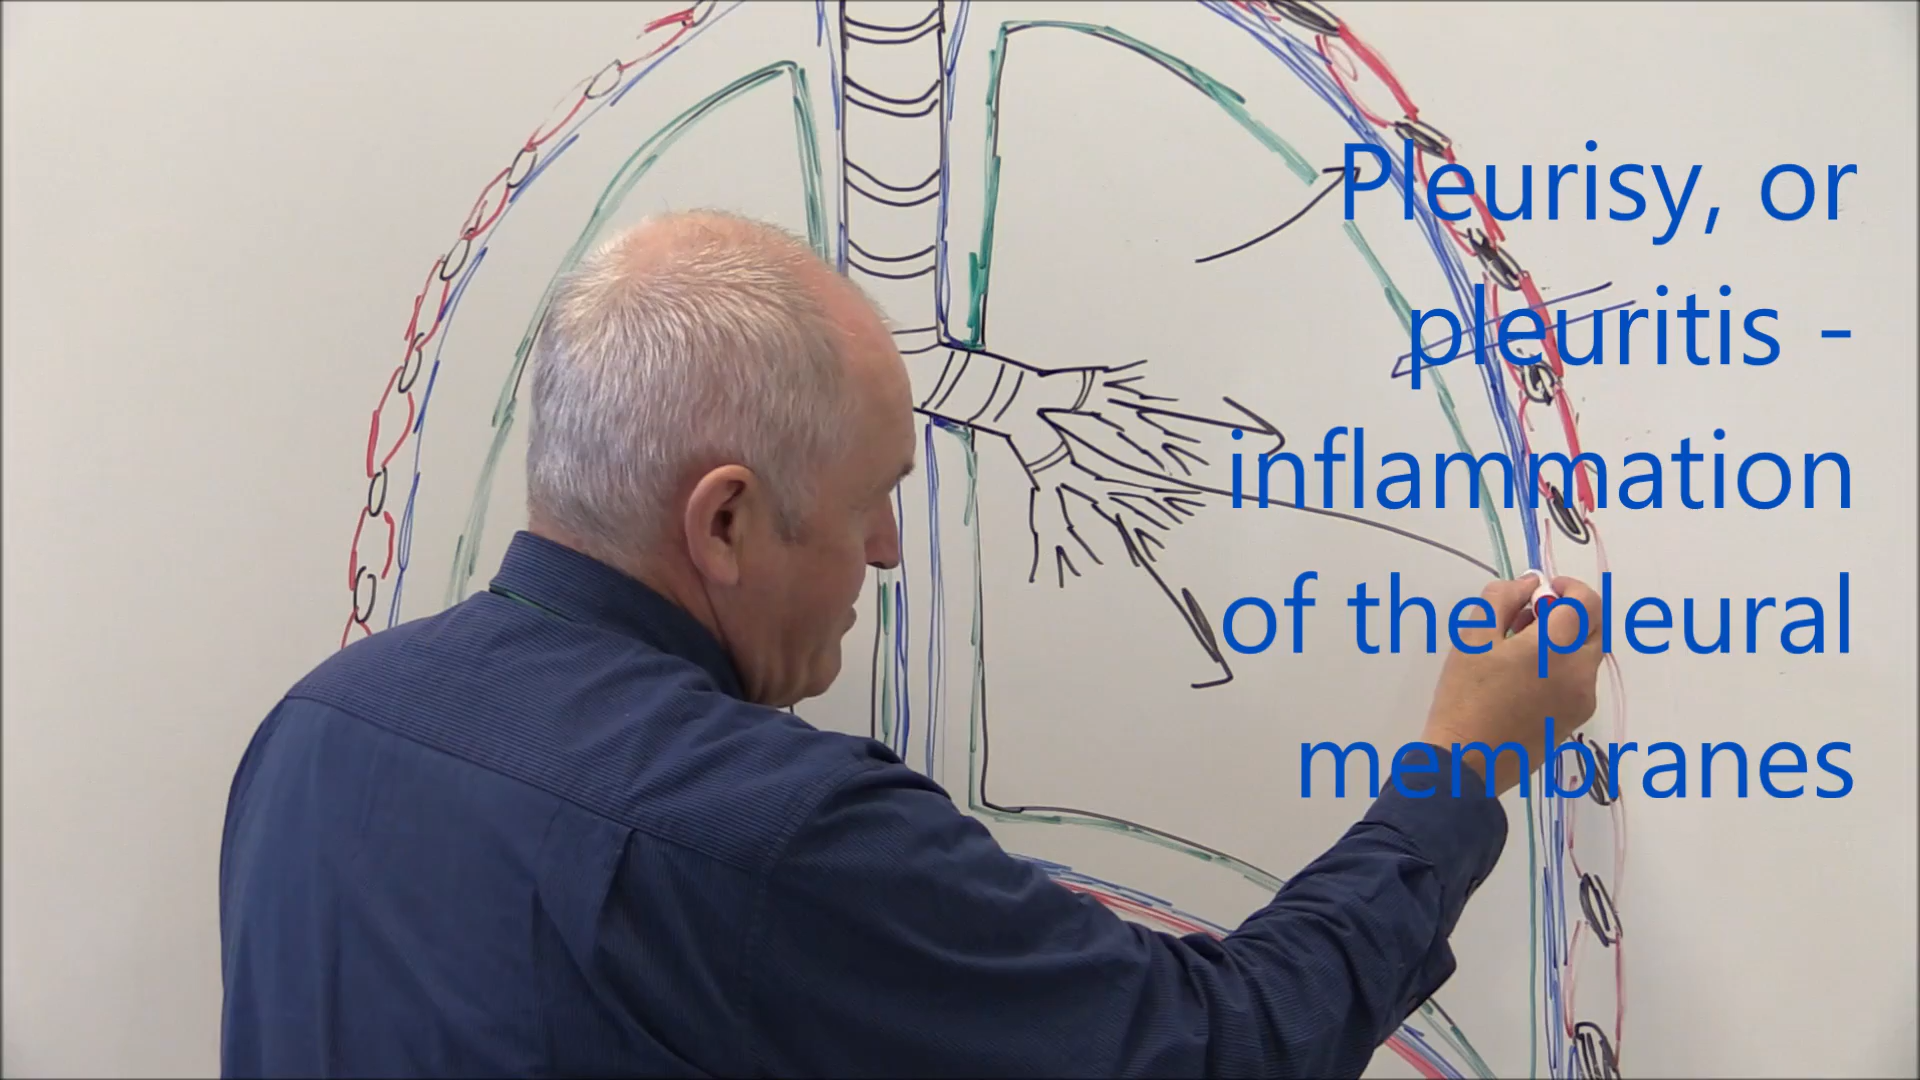 Pleurisy, or
pleuritis -
inflammation
of the pleural
membranes